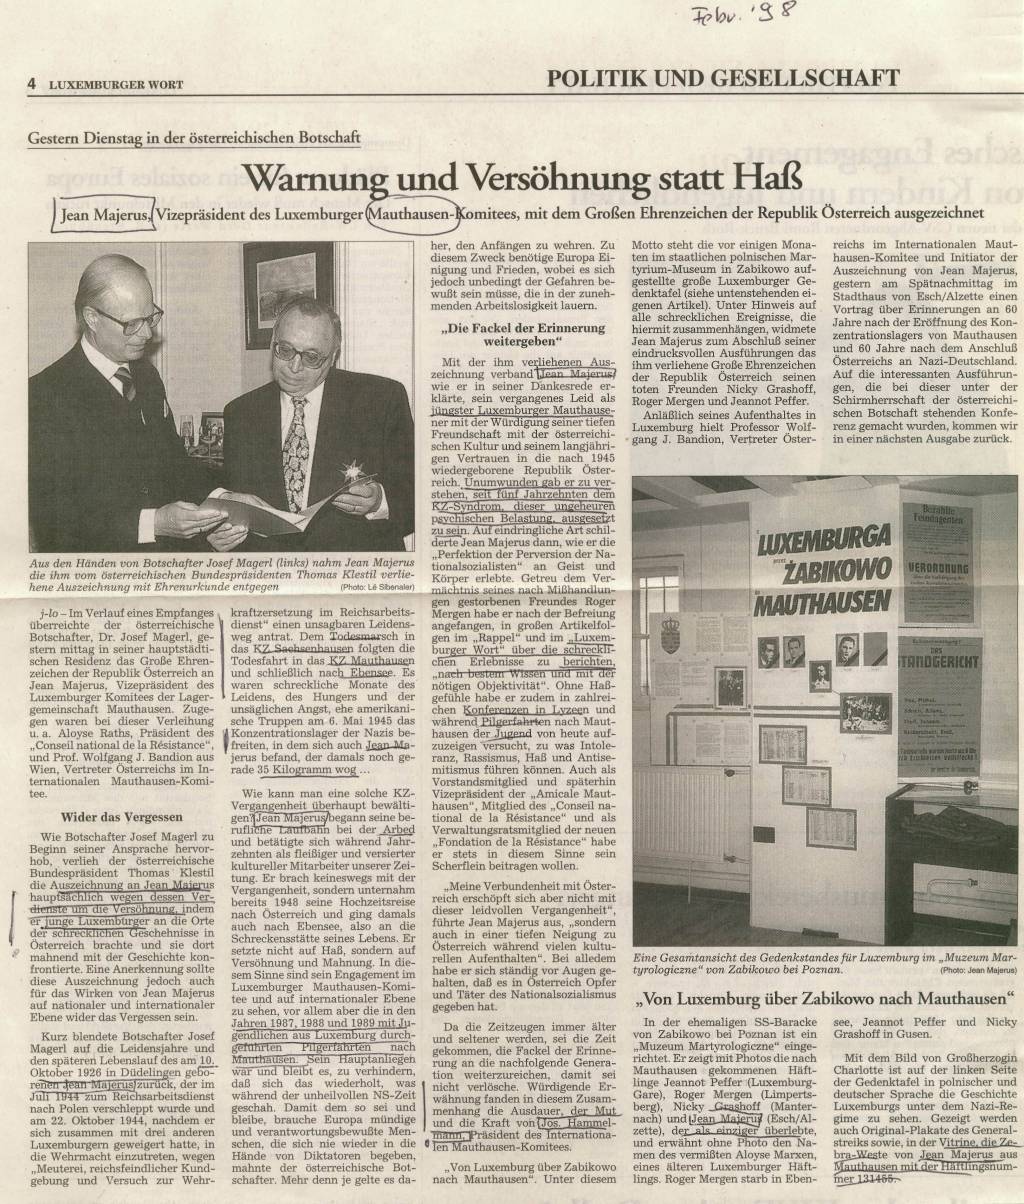 Febr. '98
4 LUXEMBURGER WORT
POLITIK UND GESELLSCHAFT
Gestern Dienstag in der österreichischen Botschaft
Warnung und Versöhnung statt Haß
Jean Majerus, Vizepräsident des Luxemburger Mauthausen-Komitees, mit dem Großen Ehrenzeichen der Republik Österreich ausgezeichnet
Aus den Händen von Botschafter Josef Magerl (links) nahm Jean Majerus
die ihm vom österreichischen Bundespräsidenten Thomas Klestil verlie-
hene Auszeichnung mit Ehrenurkunde entgegen
(Photo: Lé Sibenaler)
j-lo – Im Verlauf eines Empfanges
überreichte der österreichische
Botschafter, Dr. Josef Magerl, ge-
stern mittag in seiner hauptstädti-
schen Residenz das Große Ehren-
zeichen der Republik Österreich an
Jean Majerus, Vizepräsident des
Luxemburger Komitees der Lager-
gemeinschaft Mauthausen. Zuge-
gen waren bei dieser Verleihung
u. a. Aloyse Raths, Präsident des
„Conseil national de la Résistance“,
und Prof. Wolfgang J. Bandion aus
Wien, Vertreter Österreichs im In-
ternationalen Mauthausen-Komi-
tee.
Wider das Vergessen
Wie Botschafter Josef Magerl zu
Beginn seiner Ansprache hervor-
hob, verlieh der österreichische
Bundespräsident Thomas Klestil
die Auszeichnung an Jean Majerus
hauptsächlich wegen dessen Ver-
dienste um die Versöhnung, indem
er junge Luxemburger an die Orte
der schrecklichen Geschehnisse in
Österreich brachte und sie dort
mahnend mit der Geschichte kon-
frontierte. Eine Anerkennung sollte
diese Auszeichnung jedoch auch
für das Wirken von Jean Majerus
auf nationaler und internationaler
Ebene wider das Vergessen sein.
Kurz blendete Botschafter Josef
Magerl auf die Leidensjahre und
den späteren Lebenslauf des am 10.
Oktober 1926 in Düdelingen gebo-
renen Jean Majerus zurück, der im
Juli 1944 zum Reichsarbeitsdienst
nach Polen verschleppt wurde und
am 22. Oktober 1944, nachdem er
sich zusammen mit drei anderen
Luxemburgern geweigert hatte, in
die Wehrmacht einzutreten, wegen
„Meuterei, reichsfeindlicher Kund-
gebung und Versuch zur Wehr-
kraftzersetzung im Reichsarbeits-
dienst“ einen unsagbaren Leidens-
weg antrat. Dem Todesmarsch in
das KZ Sachsenhausen folgten die
Todesfahrt in das KZ Mauthausen
und schließlich nach Ebensee. Es
waren schreckliche Monate des
Leidens, des Hungers und der
unsäglichen Angst, ehe amerikani-
sche Truppen am 6. Mai 1945 das
Konzentrationslager der Nazis be-
freiten, in dem sich auch Jean Ma-
jerus befand, der damals noch ge-
rade 35 Kilogramm wog ...
Wie kann man eine solche KZ-
Vergangenheit überhaupt bewälti-
gen? Jean Majerus begann seine be-
rufliche Laufbahn bei der Arbed
und betätigte sich während Jahr-
zehnten als fleißiger und versierter
kultureller Mitarbeiter unserer Zei-
tung. Er brach keineswegs mit der
Vergangenheit, sondern unternahm
bereits 1948 seine Hochzeitsreise
nach Österreich und ging damals
auch nach Ebensee, also an die
Schreckensstätte seines Lebens. Er
setzte nicht auf Haß, sondern auf
Versöhnung und Mahnung. In die-
sem Sinne sind sein Engagement im
Luxemburger Mauthausen-Komi-
tee und auf internationaler Ebene
zu sehen, vor allem aber die in den
Jahren 1987, 1988 und 1989 mit Ju-
gendlichen aus Luxemburg durch-
geführten Pilgerfahrten nach
Mauthausen. Sein Hauptanliegen
war und bleibt es, zu verhindern,
daß sich das wiederholt, was
während der unheilvollen NS-Zeit
geschah. Damit dem so sei und
bleibe, brauche Europa mündige
und verantwortungsbewußte Men-
schen, die sich nie wieder in die
Hände von Diktatoren begeben,
mahnte der österreichische Bot-
schafter. Mehr denn je gelte es da-
her, den Anfängen zu wehren. Zu
diesem Zweck benötige Europa Ei-
nigung und Frieden, wobei es sich
jedoch unbedingt der Gefahren be-
wußt sein müsse, die in der zuneh-
menden Arbeitslosigkeit lauern.
„Die Fackel der Erinnerung
weitergeben“
Mit der ihm verliehenen Aus-
zeichnung verband Jean Majerus,
wie er in seiner Dankesrede er-
klärte, sein vergangenes Leid als
jüngster Luxemburger Mauthause-
ner mit der Würdigung seiner tiefen
Freundschaft mit der österreichi-
schen Kultur und seinem langjähri-
gen Vertrauen in die nach 1945
wiedergeborene Republik Öster-
reich. Unumwunden gab er zu ver-
stehen, seit fünf Jahrzehnten dem
KZ-Syndrom, dieser ungeheuren
psychischen Belastung, ausgesetzt
zu sein. Auf eindringliche Art schil-
derte Jean Majerus dann, wie er die
„Perfektion der Perversion der Na-
tionalsozialisten“ an Geist und
Körper erlebte. Getreu dem Ver-
mächtnis seines nach Mißhandlun-
gen gestorbenen Freundes Roger
Mergen habe er nach der Befreiung
angefangen, in großen Artikelfol-
gen im „Rappel“ und im „Luxem-
burger Wort“ über die schreckli-
chen Erlebnisse zu berichten,
„nach bestem Wissen und mit der
nötigen Objektivität“. Ohne Haß-
gefühle habe er zudem in zahlrei-
chen Konferenzen in Lyzeen und
während Pilgerfahrten nach Maut-
hausen der Jugend von heute auf-
zuzeigen versucht, zu was Intole-
ranz, Rassismus, Haß und Anti-
semitismus führen können. Auch als
Vorstandsmitglied und späterhin
Vizepräsident der „Amicale Maut-
hausen“, Mitglied des „Conseil na-
tional de la Résistance“ und als
Verwaltungsratsmitglied der neuen
„Fondation de la Résistance“ habe
er stets in diesem Sinne sein
Scherflein beitragen wollen.
„Meine Verbundenheit mit Öster-
reich erschöpft sich aber nicht mit
dieser leidvollen Vergangenheit“,
führte Jean Majerus aus, „sondern
auch in einer tiefen Neigung zu
Österreich während vielen kultu-
rellen Aufenthalten“. Bei alledem
habe er sich ständig vor Augen ge-
halten, daß es in Österreich Opfer
und Täter des Nationalsozialismus
gegeben hat.
Da die Zeitzeugen immer älter
und seltener werden, sei die Zeit
gekommen, die Fackel der Erinne-
rung an die nachfolgende Genera-
tion weiterzureichen, damit sei
nicht verlösche. Würdigende Er-
wähnung fanden in diesem Zusam-
menhang die Ausdauer, der Mut
und die Kraft von Jos. Hammel-
mann, Präsident des Internationa-
len Mauthausen-Komitees.
„Von Luxemburg über Zabikowo
nach Mauthausen“. Unter diesem
Motto steht die vor einigen Mona-
ten im staatlichen polnischen Mar-
tyrium-Museum in Zabikowo auf-
gestellte große Luxemburger Ge-
denktafel (siehe untenstehenden ei-
genen Artikel). Unter Hinweis auf
alle schrecklichen Ereignisse, die
hiermit zusammenhängen, widmete
Jean Majerus zum Abschluß seiner
eindrucksvollen Ausführungen das
ihm verliehene Große Ehrenzeichen
der Republik Österreich seinen
toten Freunden Nicky Grashoff,
Roger Mergen und Jeannot Peffer.
Anläßlich seines Aufenthaltes in
Luxemburg hielt Professor Wolf-
gang J. Bandion, Vertreter Öster-
reichs im Internationalen Maut-
hausen-Komitee und Initiator der
Auszeichnung von Jean Majerus,
gestern am Spätnachmittag im
Stadthaus von Esch/Alzette einen
Vortrag über Erinnerungen an 60
Jahre nach der Eröffnung des Kon-
zentrationslagers von Mauthausen
und 60 Jahre nach dem Anschluß
Österreichs an Nazi-Deutschland.
Auf die interessanten Ausführun-
gen, die bei dieser unter der
Schirmherrschaft der österreichi-
schen Botschaft stehenden Konfe-
renz gemacht wurden, kommen wir
in einer nächsten Ausgabe zurück.
LUXEMBURGA
ŻABIKOWO
MAUTHAUSEN
Bezahlte
Feindagenten
VERORDNUNG
DAS
STANDGERICHT
Eine Gesamtansicht des Gedenkstandes für Luxemburg im „Muzeum Mar-
tyrologiczne“ von Zabikowo bei Poznan.
(Photo: Jean Majerus)
„Von Luxemburg über Zabikowo nach Mauthausen“
In der ehemaligen SS-Baracke
von Zabikowo bei Poznan ist ein
„Muzeum Martyrologiczne“ einge-
richtet. Er zeigt mit Photos die nach
Mauthausen gekommenen Häft-
linge Jeannot Peffer (Luxemburg-
Gare), Roger Mergen (Limperts-
berg), Nicky Grashoff (Manter-
nach) und Jean Majerus (Esch/Al-
zette), der als einziger überlebte,
und erwähnt ohne Photo den Na-
men des vermißten Aloyse Marxen,
eines älteren Luxemburger Häft-
lings. Roger Mergen starb in Eben-
see, Jeannot Peffer und Nicky
Grashoff in Gusen.
Mit dem Bild von Großherzogin
Charlotte ist auf der linken Seite
der Gedenktafel in polnischer und
deutscher Sprache die Geschichte
Luxemburgs unter dem Nazi-Re-
gime zu sehen. Gezeigt werden
auch Original-Plakate des General-
streiks sowie, in der Vitrine, die Ze-
bra-Weste von Jean Majerus aus
Mauthausen mit der Häftlingsnum-
mer 131455.